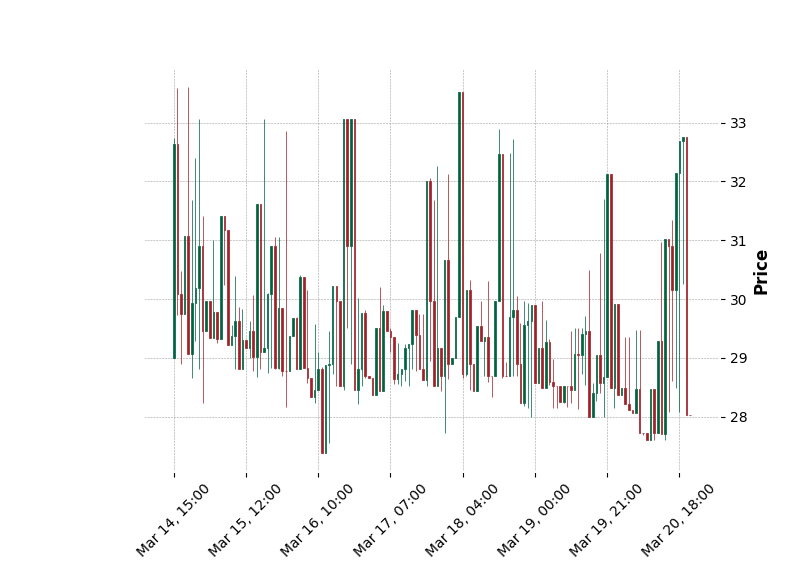 33
32
31
30
29
28
Price
Mar 14, 15:00
Mar 15, 12:00
Mar 16, 10:00
Mar 17, 07:00
Mar 18, 04:00
Mar 19, 00:00
Mar 19, 21:00
Mar 20, 18:00